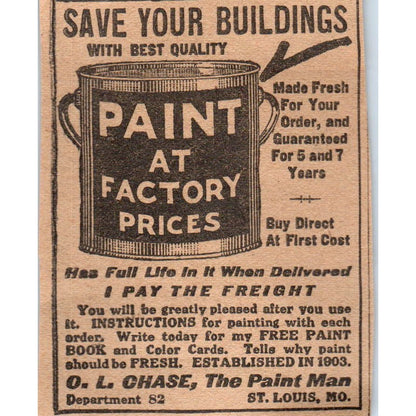 SAVE YOUR BUILDINGS
WITH BEST QUALITY
PAINT
AT
FACTORY
PRICES
Made Fresh
For Your
Order, and
Guaranteed
For 5 and 7
Years
Buy Direct
At First Cost
Has Full Life in It When Delivered
I PAY THE FREIGHT
You will be greatly pleased after you use
it. INSTRUCTIONS for painting with each
order. Write today for my FREE PAINT
BOOK and Color Cards. Tells why paint
should be FRESH. ESTABLISHED IN 1903.
O. L. CHASE, The Paint Man
Department 82 ST. LOUIS, MO.